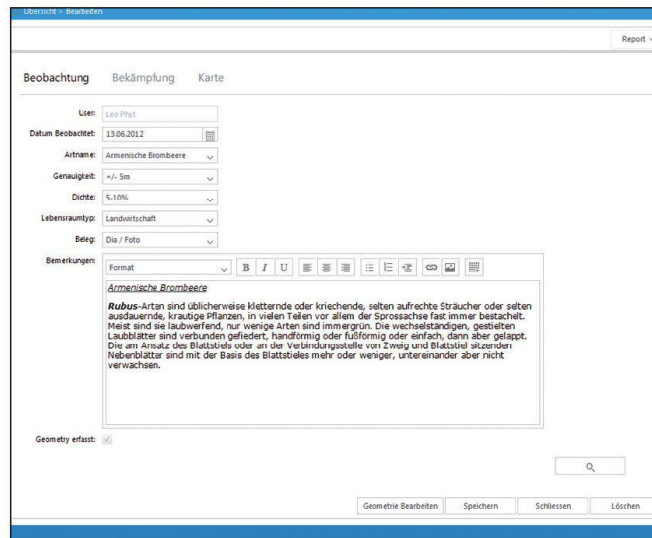 Übersicht > Bearbeiten
Report
Beobachtung Bekämpfung Karte
User: Leo Phyt
Datum Beobachtet: 13.06.2012
Artname: Armenische Brombeere
Genauigkeit: +/- 5m
Dichte: 5-10%
Lebensraumtyp: Landwirtschaft
Beleg: Dia / Foto
Bemerkungen: Format B I U
Armenische Brombeere
Rubus-Arten sind üblicherweise kletternde oder kriechende, selten aufrechte Sträucher oder selten
ausdauernde, krautige Pflanzen, in vielen Teilen vor allem der Sprossachse fast immer bestachelt.
Meist sind sie laubwerfend, nur wenige Arten sind immergrün. Die wechselständigen, gestielten
Laubblätter sind verbunden gefiedert, handförmig oder fußförmig oder einfach, dann aber gelappt.
Die am Ansatz des Blattstiels oder an der Verbindungsstelle von Zweig und Blattstiel sitzenden
Nebenblätter sind mit der Basis des Blattstieles mehr oder weniger, untereinander aber nicht
verwachsen.
Geometry erfasst:
Geometrie Bearbeiten Speichern Schliessen Löschen